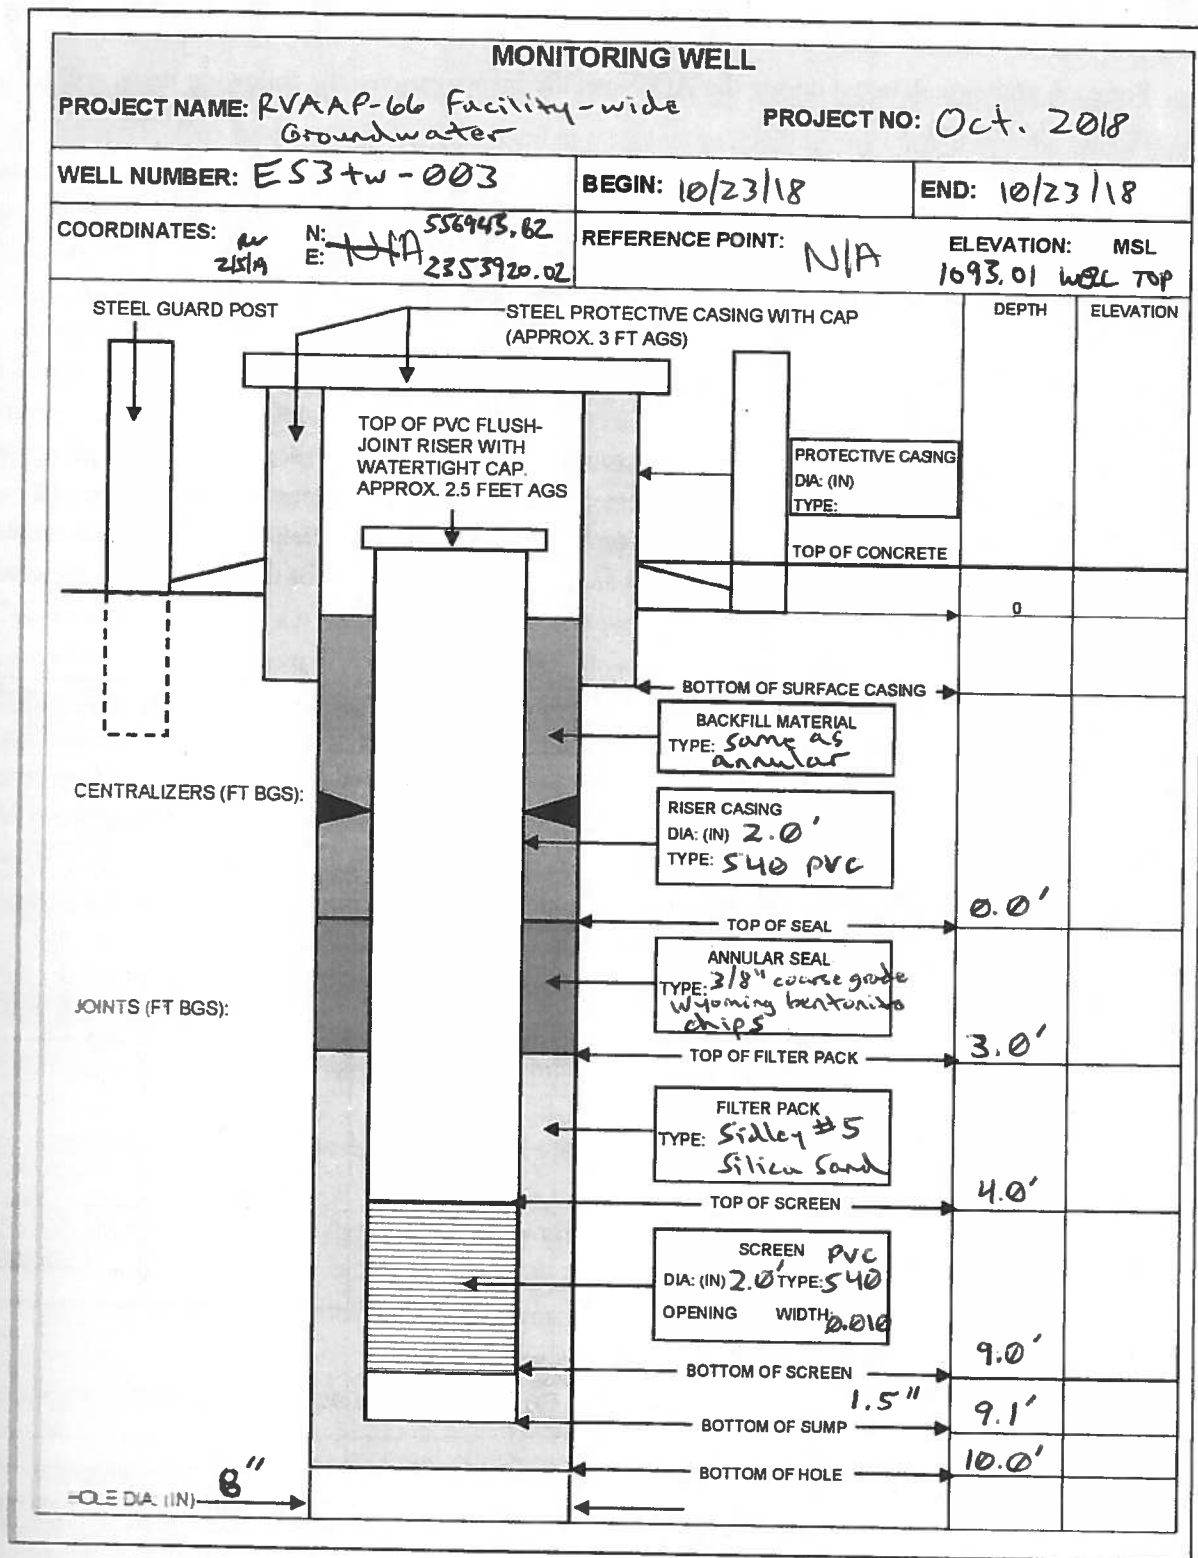 MONITORING WELL
PROJECT NAME: RVAAP-66 Facility-wide
Groundwater
PROJECT NO: Oct. 2018
WELL NUMBER: ES3tw-003
BEGIN: 10/23/18
END: 10/23/18
COORDINATES:
2/5/19
N: 556943.82
E: N/A 2353920.02
REFERENCE POINT: N/A
ELEVATION: MSL
1093.01 WELL TOP
DEPTH
ELEVATION
STEEL GUARD POST
STEEL PROTECTIVE CASING WITH CAP
(APPROX. 3 FT AGS)
TOP OF PVC FLUSH-
JOINT RISER WITH
WATERTIGHT CAP.
APPROX. 2.5 FEET AGS
PROTECTIVE CASING
DIA: (IN)
TYPE:
TOP OF CONCRETE
0
BOTTOM OF SURFACE CASING
BACKFILL MATERIAL
TYPE: Same as
annular
CENTRALIZERS (FT BGS):
RISER CASING
DIA: (IN) 2.0'
TYPE: S40 PVC
TOP OF SEAL 0.0'
ANNULAR SEAL
TYPE: 3/8" course grade
Wyoming bentonite
chips
JOINTS (FT BGS):
TOP OF FILTER PACK 3.0'
FILTER PACK
TYPE: Sidley #5
Silica Sand
TOP OF SCREEN 4.0'
SCREEN PVC
DIA: (IN) 2.0' TYPE: S40
OPENING WIDTH: 0.010
BOTTOM OF SCREEN 9.0'
1.5"
BOTTOM OF SUMP 9.1'
BOTTOM OF HOLE 10.0'
HOLE DIA. (IN) 8"